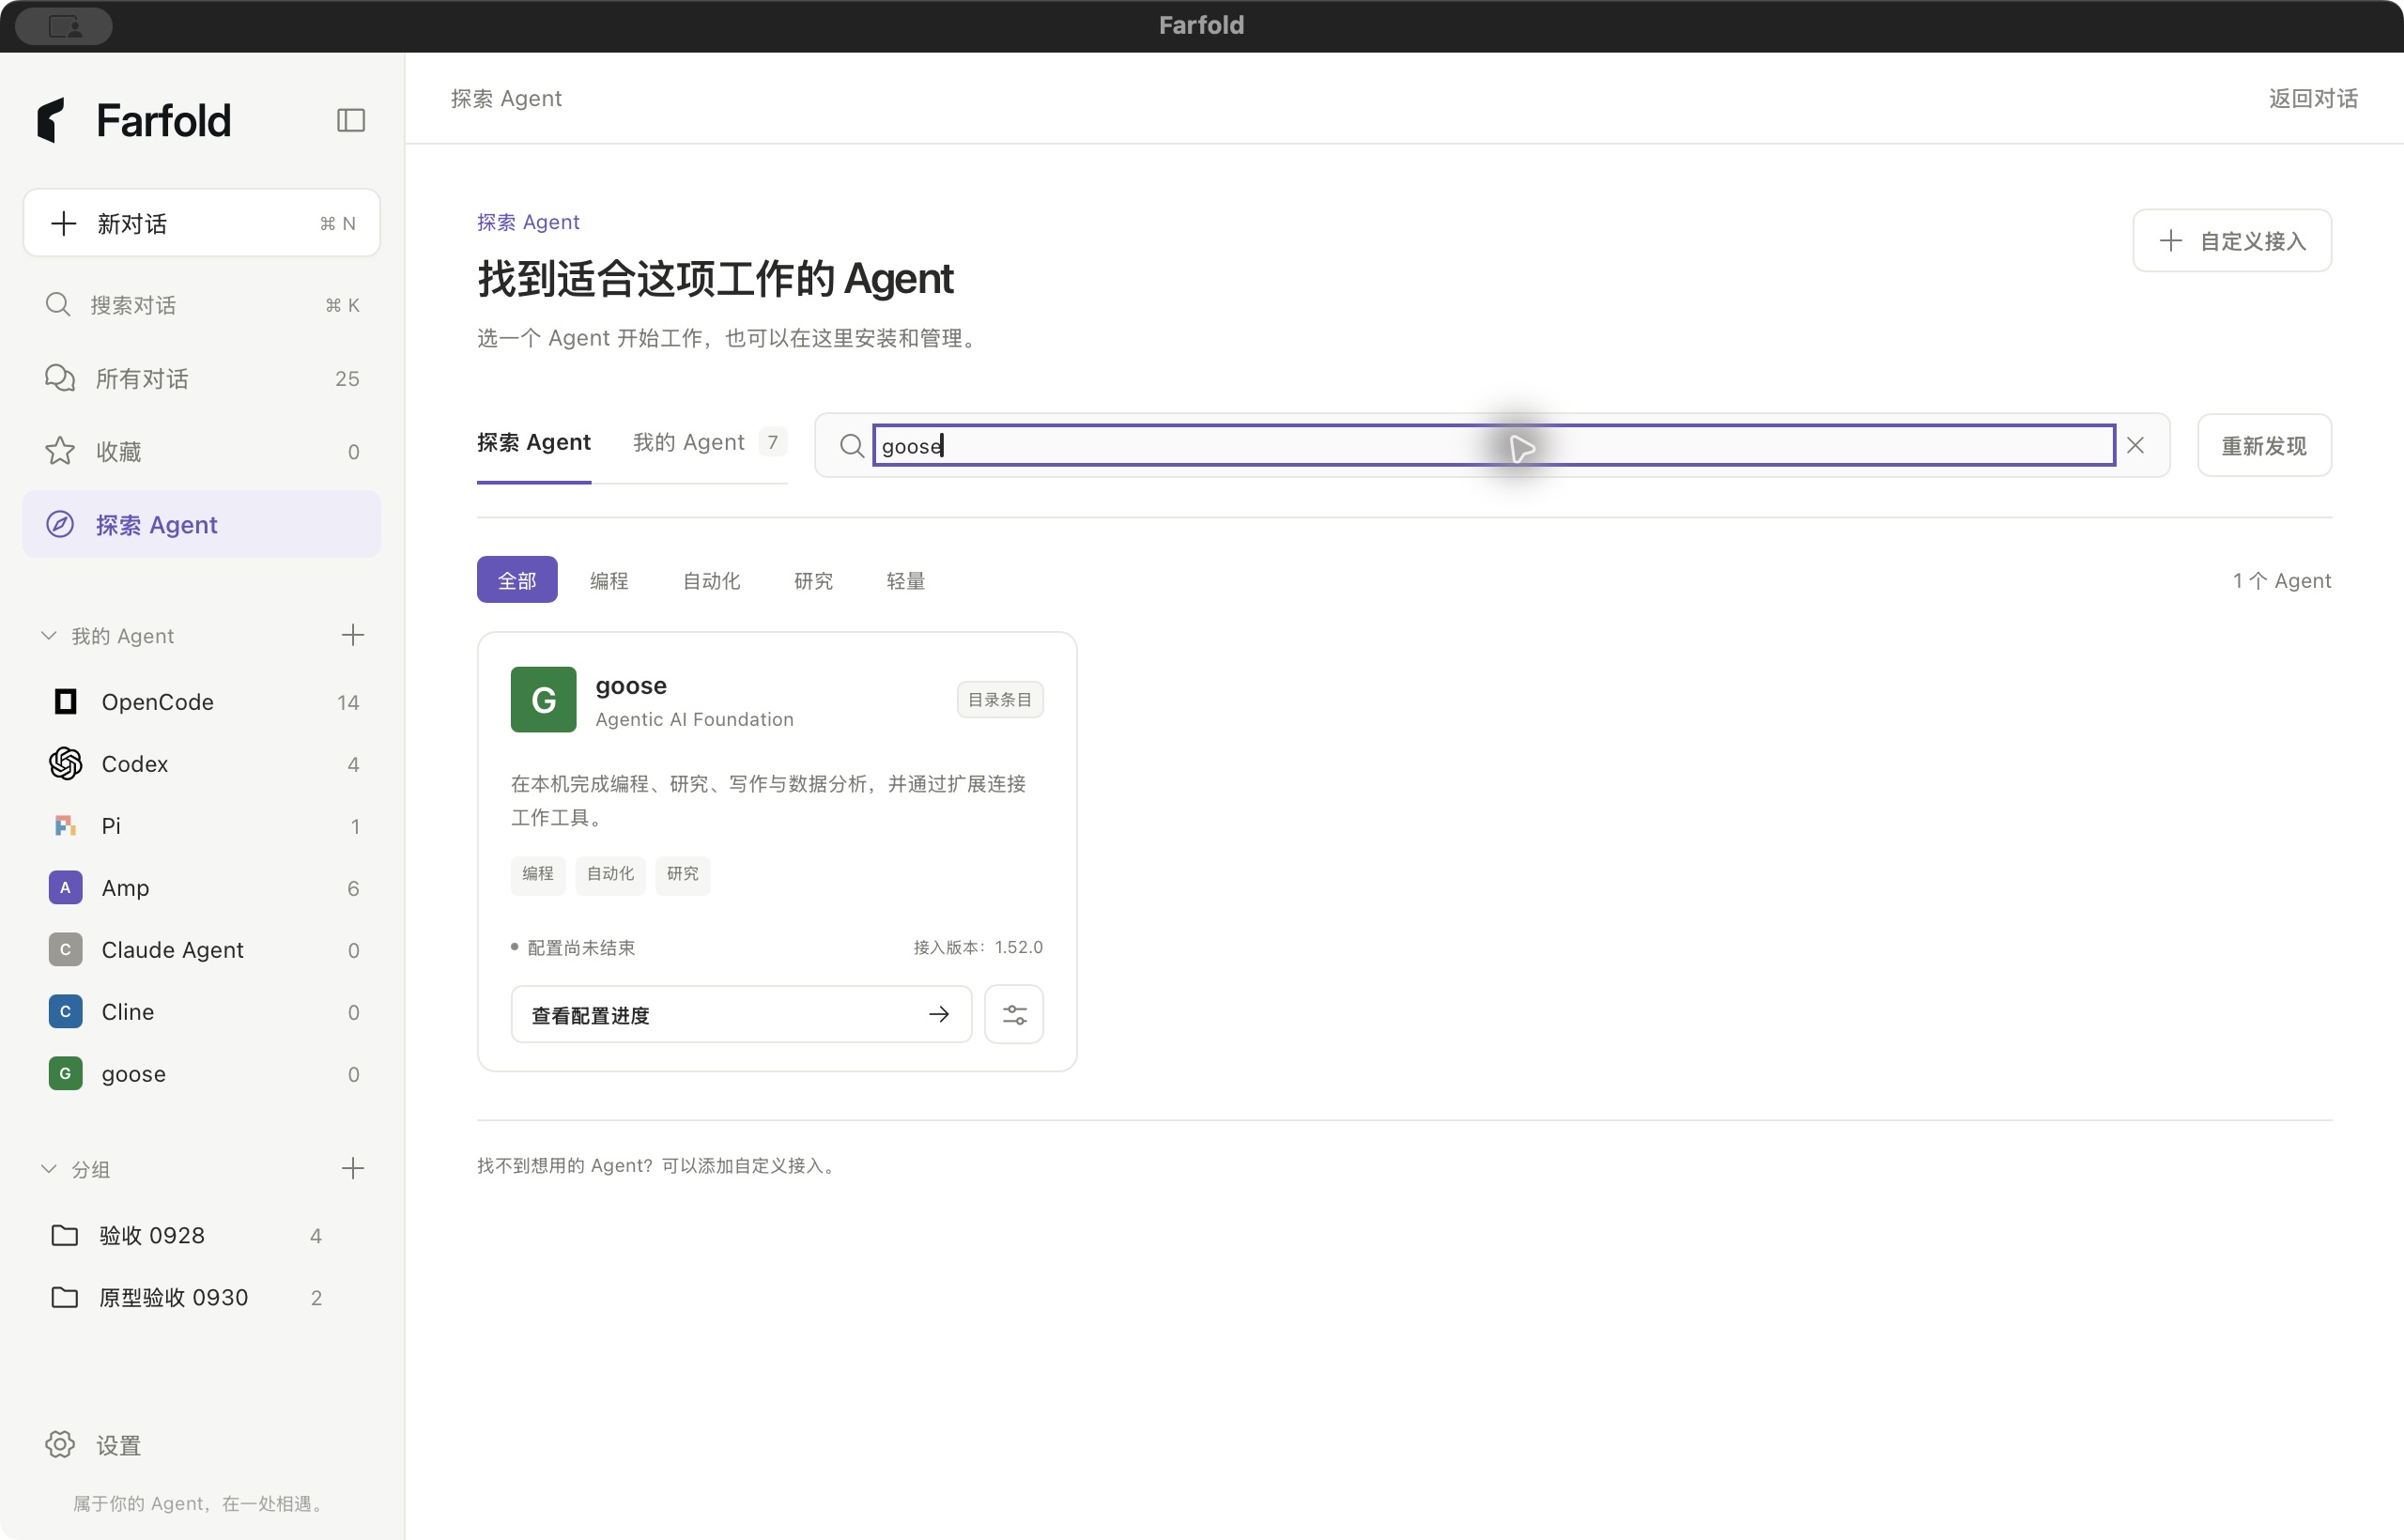 Farfold
Farfold
新对话 ⌘ N
搜索对话 ⌘ K
所有对话 25
收藏 0
探索 Agent
我的 Agent
OpenCode 14
Codex 4
Pi 1
A Amp 6
C Claude Agent 0
C Cline 0
G goose 0
分组
验收 0928 4
原型验收 0930 2
设置
属于你的 Agent，在一处相遇。
探索 Agent 返回对话
探索 Agent
找到适合这项工作的 Agent
选一个 Agent 开始工作，也可以在这里安装和管理。
自定义接入
探索 Agent 我的 Agent 7 goose 重新发现
全部 编程 自动化 研究 轻量 1 个 Agent
G goose 目录条目
Agentic AI Foundation
在本机完成编程、研究、写作与数据分析，并通过扩展连接
工作工具。
编程 自动化 研究
配置尚未结束 接入版本：1.52.0
查看配置进度
找不到想用的 Agent？可以添加自定义接入。